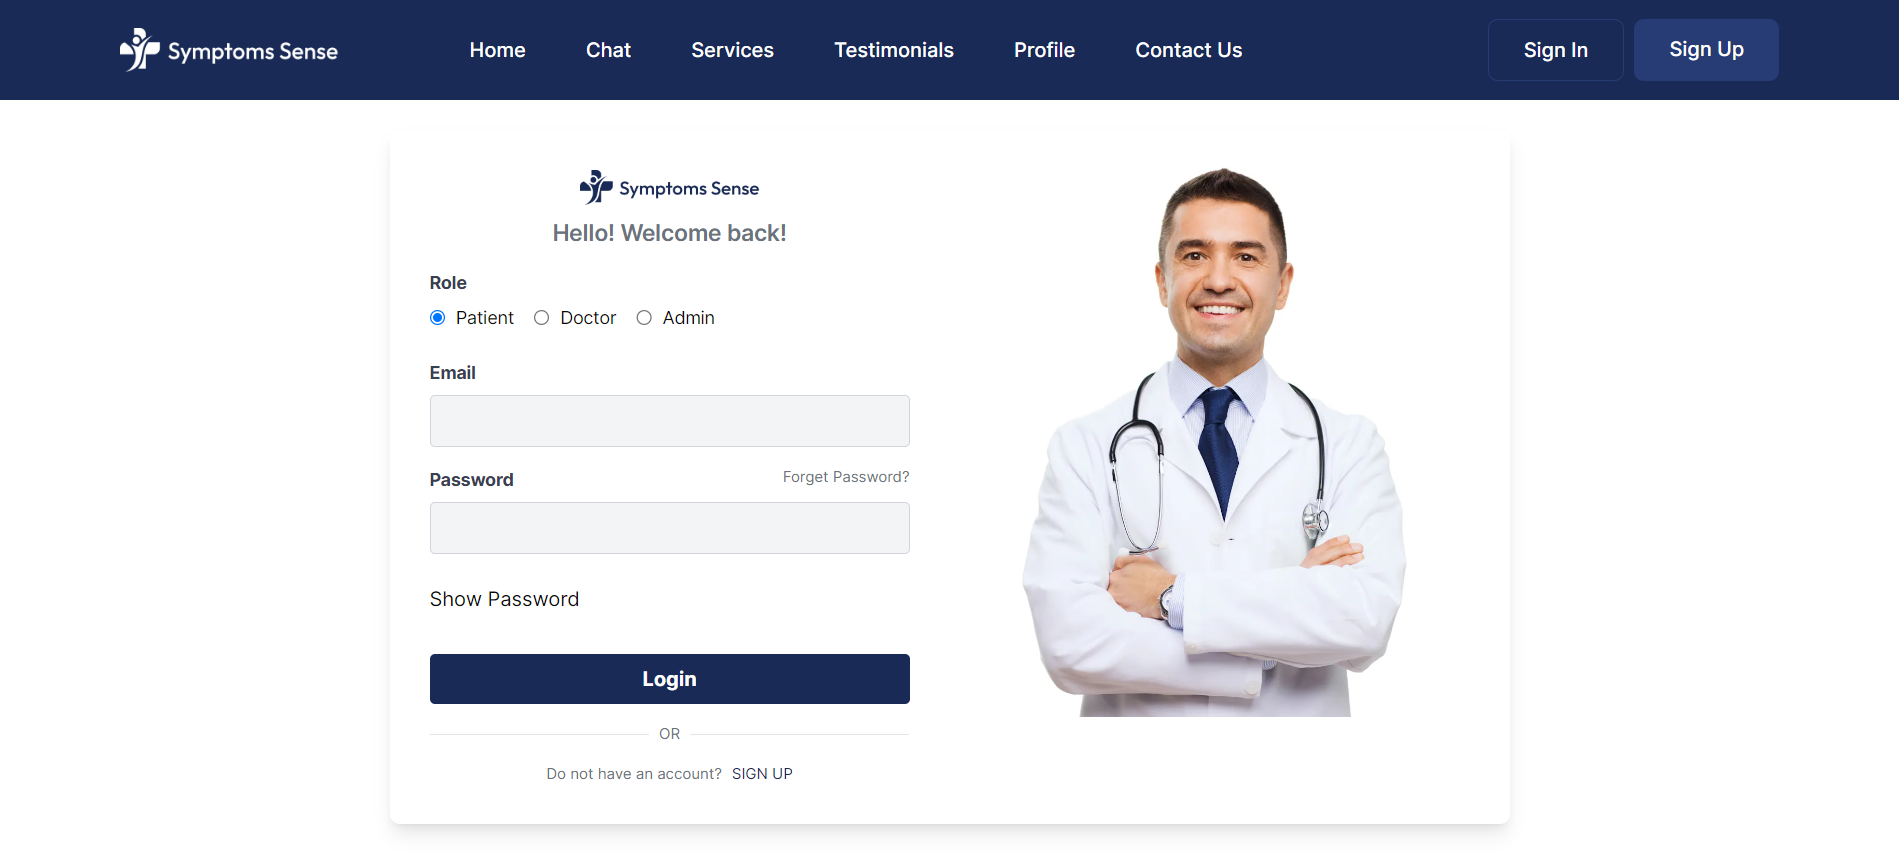 Symptoms Sense Home Chat Services Testimonials Profile Contact Us Sign In Sign Up
Symptoms Sense
Hello! Welcome back!
Role
Patient Doctor Admin
Email
Password Forget Password?
Show Password
Login
OR
Do not have an account? SIGN UP